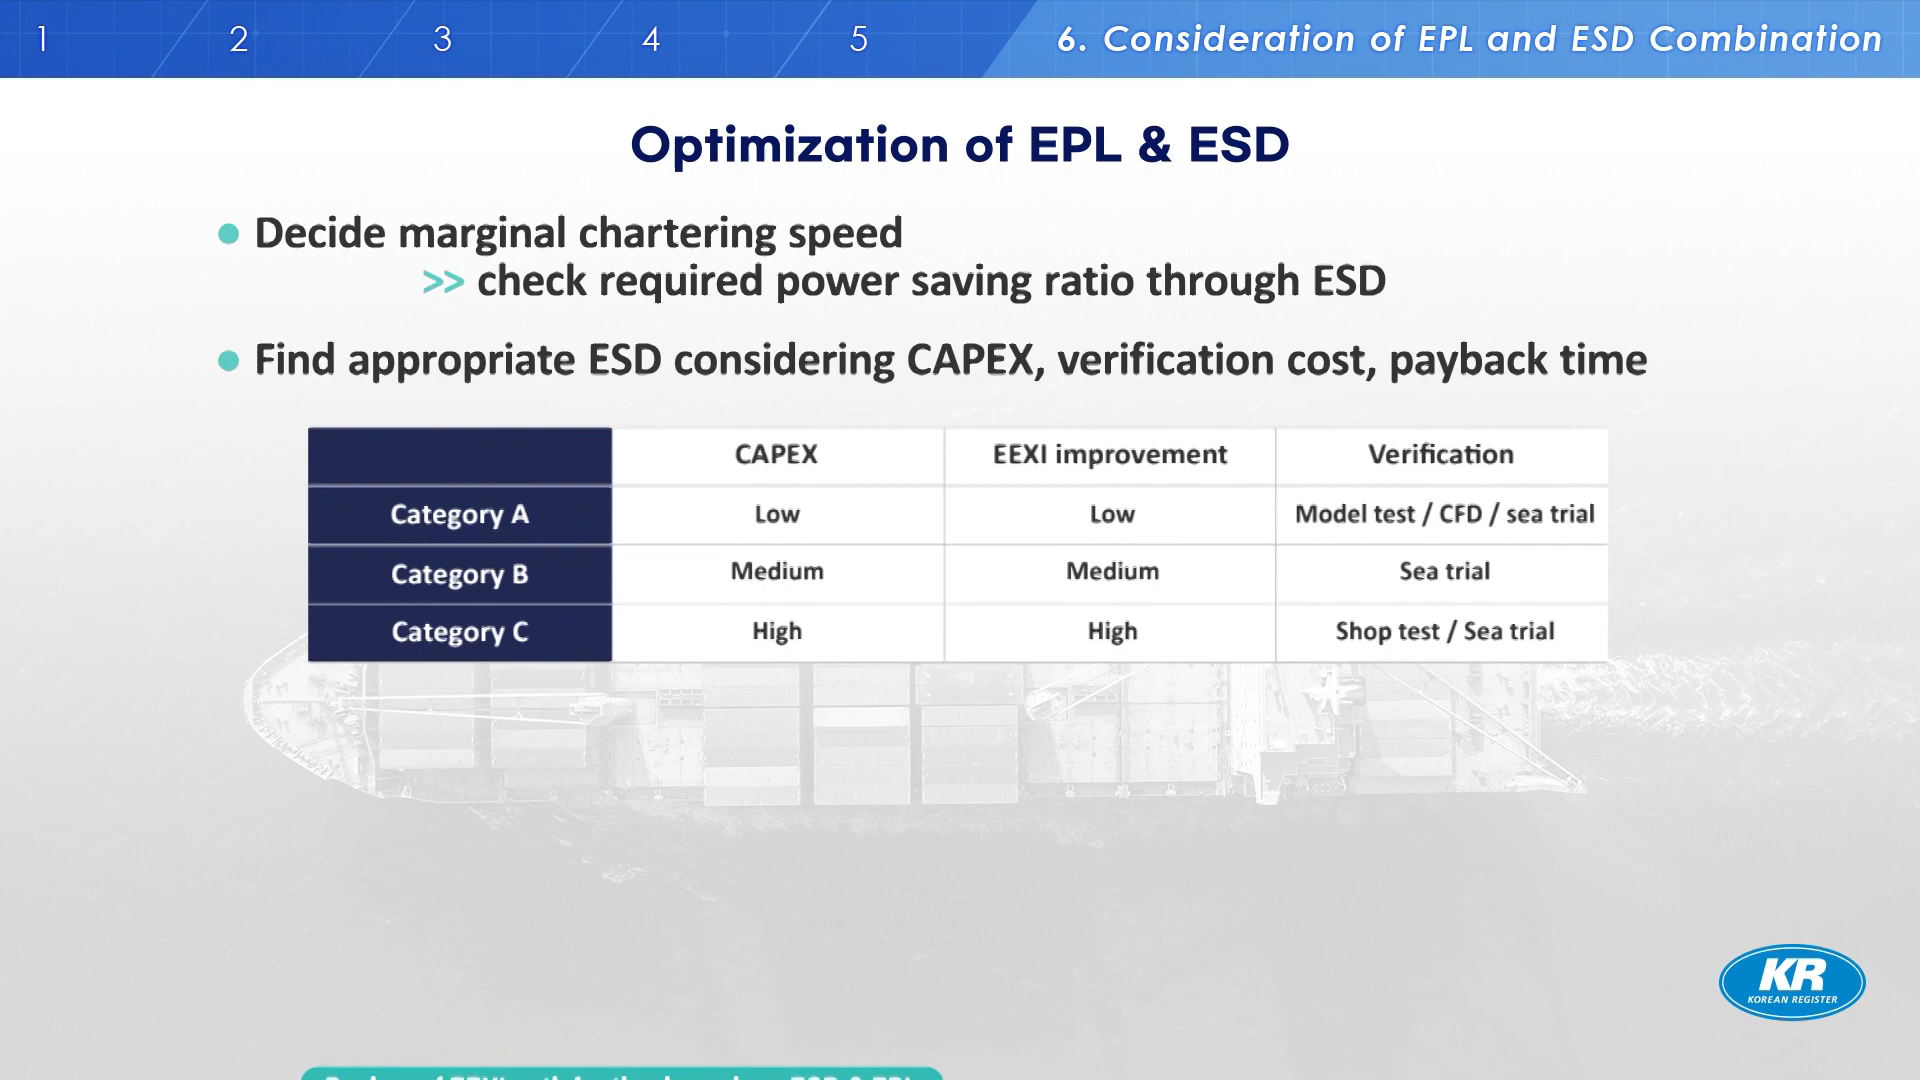 1 2 3 4 5 6. Consideration of EPL and ESD Combination
Optimization of EPL & ESD
Decide marginal chartering speed
>> check required power saving ratio through ESD
Find appropriate ESD considering CAPEX, verification cost, payback time
CAPEX EEXI improvement Verification
Category A Low Low Model test / CFD / sea trial
Category B Medium Medium Sea trial
Category C High High Shop test / Sea trial
KR
KOREAN REGISTER